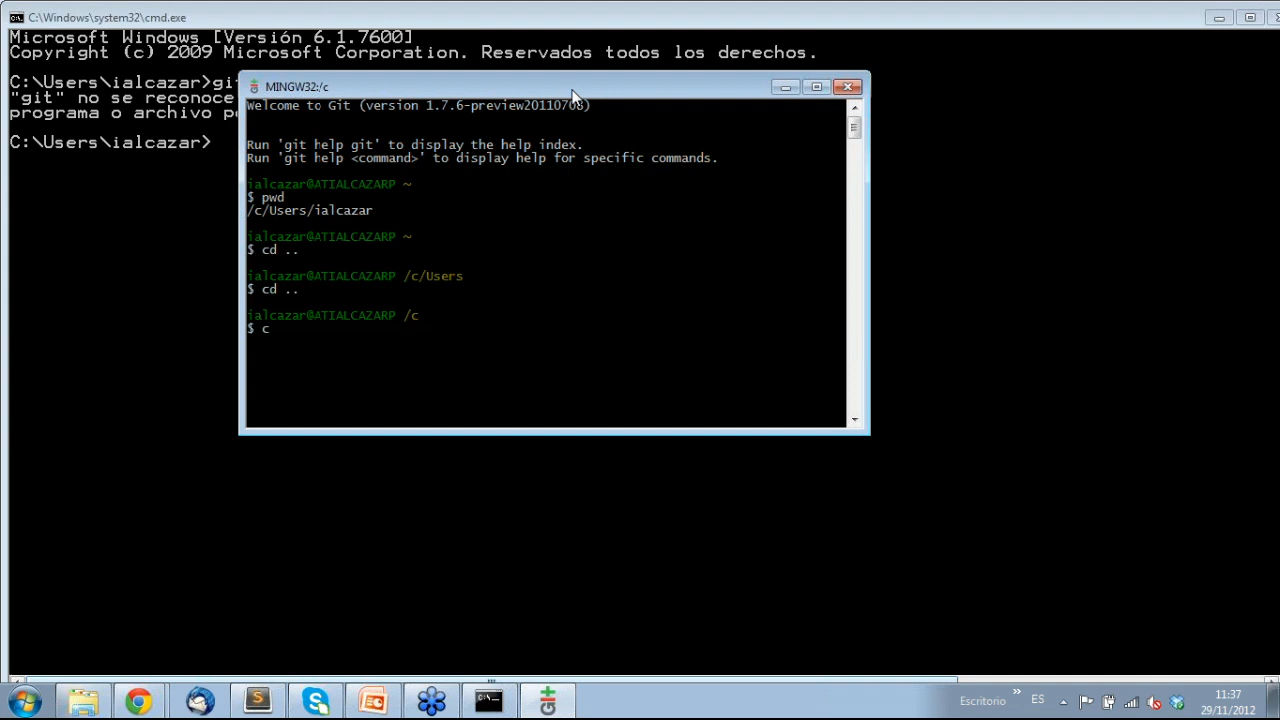 C:\Windows\system32\cmd.exe
Microsoft Windows [Versión 6.1.7600]
Copyright (c) 2009 Microsoft Corporation. Reservados todos los derechos.
C:\Users\ialcazar>git
"git" no se reconoce
programa o archivo
C:\Users\ialcazar>
MINGW32:/c
Welcome to Git (version 1.7.6-preview20110708)
Run 'git help git' to display the help index.
Run 'git help <command>' to display help for specific commands.
ialcazar@ATIALCAZARP ~
$ pwd
/c/Users/ialcazar
ialcazar@ATIALCAZARP ~
$ cd ..
ialcazar@ATIALCAZARP /c/Users
$ cd ..
ialcazar@ATIALCAZARP /c
$ c
Escritorio
ES
11:37
29/11/2012